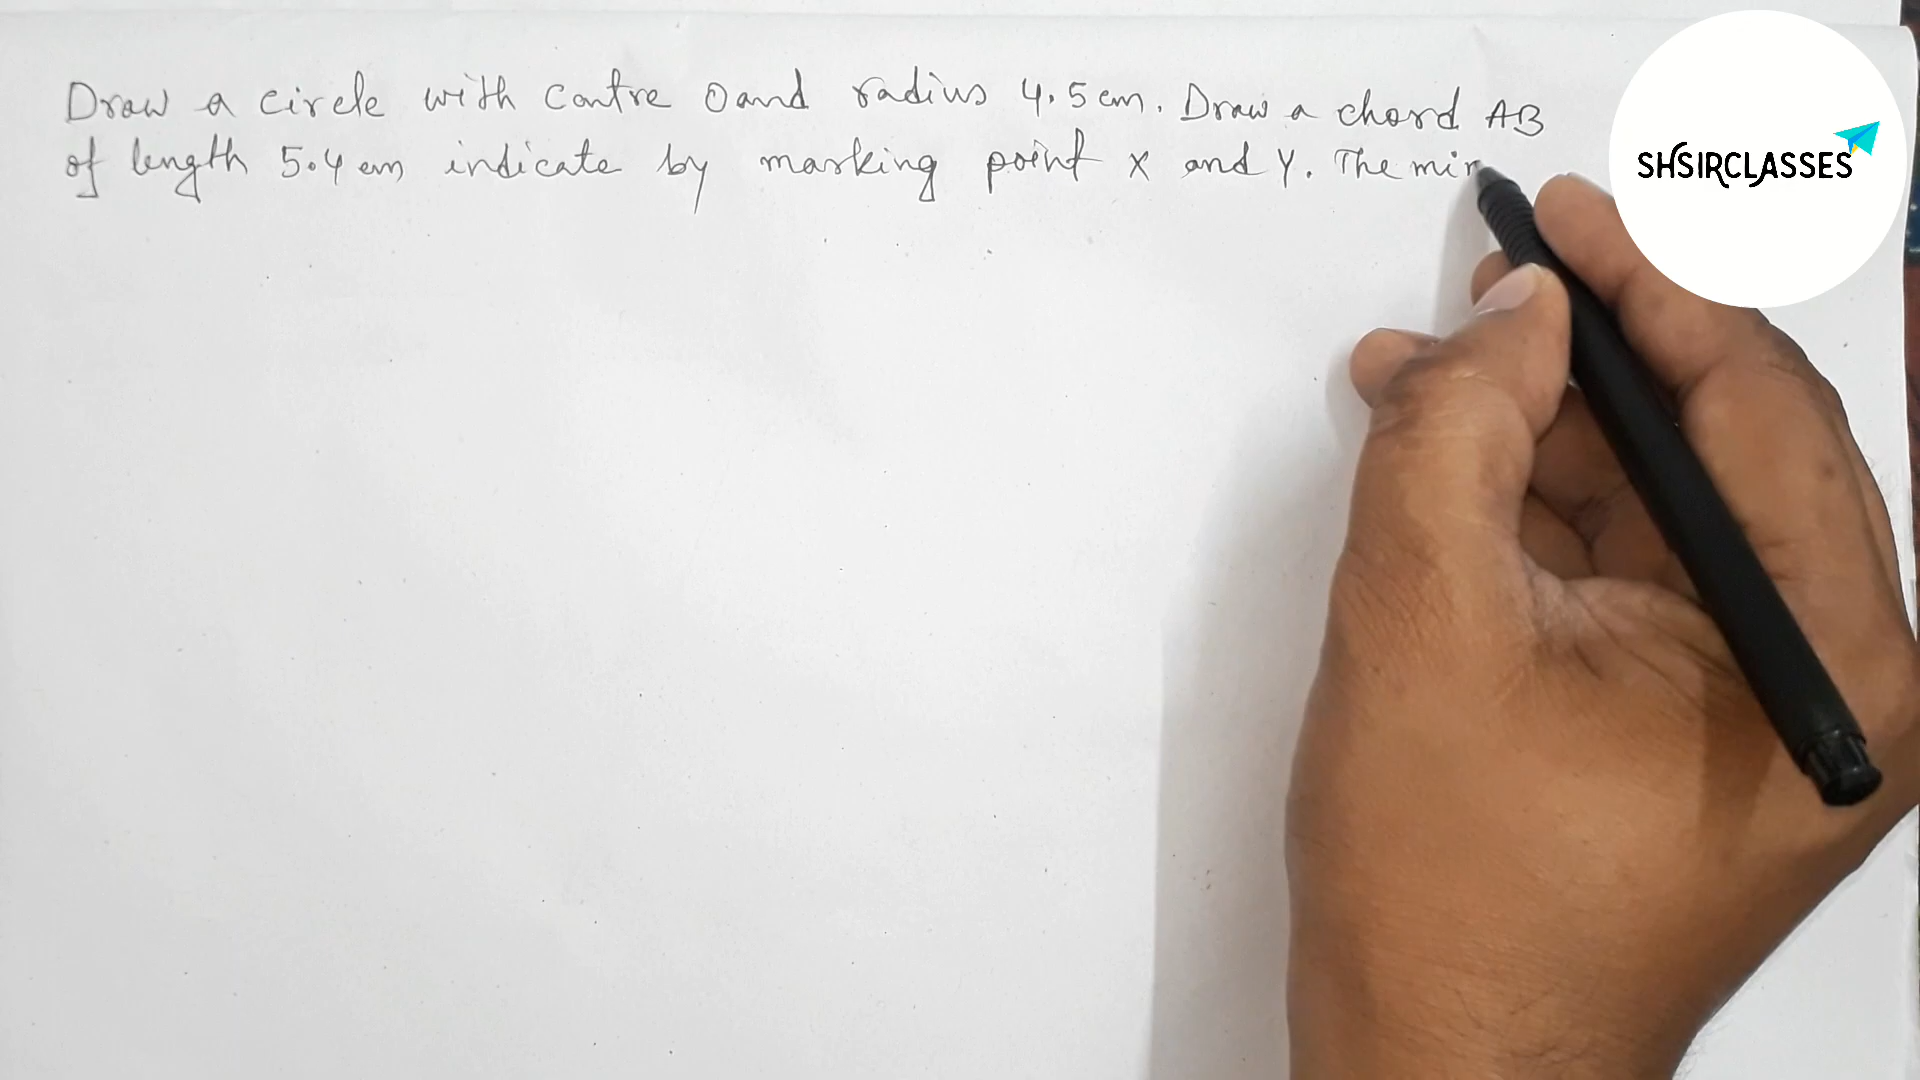 Draw a circle with centre O and radius 4.5 cm. Draw a chord AB
of length 5.4 cm indicate by marking point X and Y. The min
SHSIRCLASSES